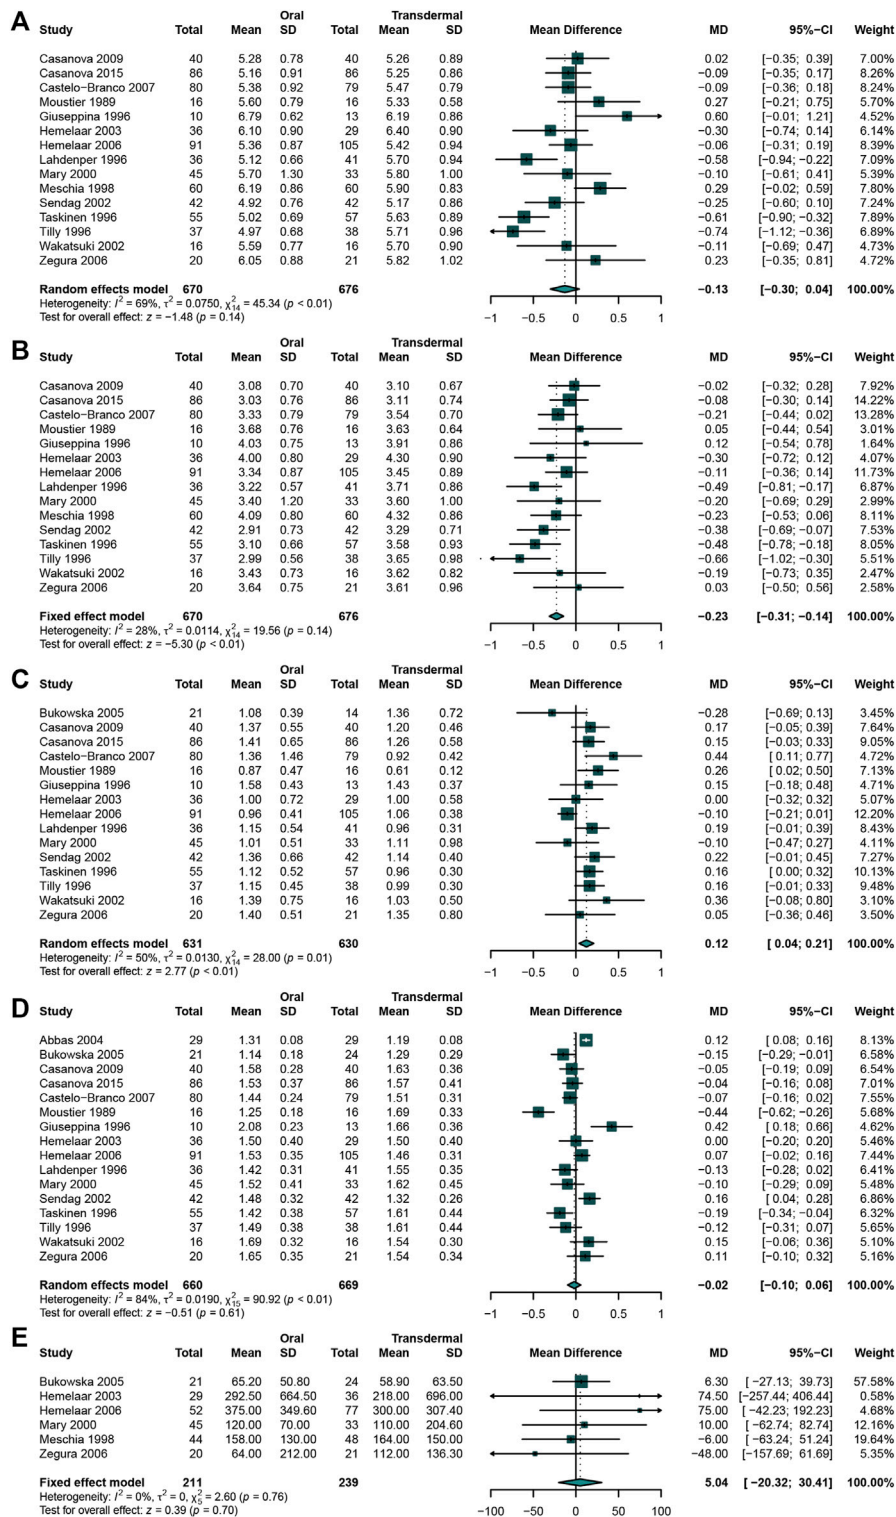 A
Oral Transdermal
Study Total Mean SD Total Mean SD Mean Difference MD 95%−CI Weight
Casanova 2009 40 5.28 0.78 40 5.26 0.89 0.02 [−0.35; 0.39] 7.00%
Casanova 2015 86 5.16 0.91 86 5.25 0.86 −0.09 [−0.35; 0.17] 8.26%
Castelo−Branco 2007 80 5.38 0.92 79 5.47 0.79 −0.09 [−0.36; 0.18] 8.24%
Moustier 1989 16 5.60 0.79 16 5.33 0.58 0.27 [−0.21; 0.75] 5.70%
Giuseppina 1996 10 6.79 0.62 13 6.19 0.86 0.60 [−0.01; 1.21] 4.52%
Hemelaar 2003 36 6.10 0.90 29 6.40 0.90 −0.30 [−0.74; 0.14] 6.14%
Hemelaar 2006 91 5.36 0.87 105 5.42 0.94 −0.06 [−0.31; 0.19] 8.39%
Lahdenper 1996 36 5.12 0.66 41 5.70 0.94 −0.58 [−0.94; −0.22] 7.09%
Mary 2000 45 5.70 1.30 33 5.80 1.00 −0.10 [−0.61; 0.41] 5.39%
Meschia 1998 60 6.19 0.86 60 5.90 0.83 0.29 [−0.02; 0.59] 7.80%
Sendag 2002 42 4.92 0.76 42 5.17 0.86 −0.25 [−0.60; 0.10] 7.24%
Taskinen 1996 55 5.02 0.69 57 5.63 0.89 −0.61 [−0.90; −0.32] 7.89%
Tilly 1996 37 4.97 0.68 38 5.71 0.96 −0.74 [−1.12; −0.36] 6.89%
Wakatsuki 2002 16 5.59 0.77 16 5.70 0.90 −0.11 [−0.69; 0.47] 4.73%
Zegura 2006 20 6.05 0.88 21 5.82 1.02 0.23 [−0.35; 0.81] 4.72%
Random effects model 670 676 −0.13 [−0.30; 0.04] 100.00%
Heterogeneity: I² = 69%, τ² = 0.0750, χ²₁₄ = 45.34 (p < 0.01)
Test for overall effect: z = −1.48 (p = 0.14)
−1 −0.5 0 0.5 1
B
Oral Transdermal
Study Total Mean SD Total Mean SD Mean Difference MD 95%−CI Weight
Casanova 2009 40 3.08 0.70 40 3.10 0.67 −0.02 [−0.32; 0.28] 7.92%
Casanova 2015 86 3.03 0.76 86 3.11 0.74 −0.08 [−0.30; 0.14] 14.22%
Castelo−Branco 2007 80 3.33 0.79 79 3.54 0.70 −0.21 [−0.44; 0.02] 13.28%
Moustier 1989 16 3.68 0.76 16 3.63 0.64 0.05 [−0.44; 0.54] 3.01%
Giuseppina 1996 10 4.03 0.75 13 3.91 0.86 0.12 [−0.54; 0.78] 1.64%
Hemelaar 2003 36 4.00 0.80 29 4.30 0.90 −0.30 [−0.72; 0.12] 4.07%
Hemelaar 2006 91 3.34 0.87 105 3.45 0.89 −0.11 [−0.36; 0.14] 11.73%
Lahdenper 1996 36 3.22 0.57 41 3.71 0.86 −0.49 [−0.81; −0.17] 6.87%
Mary 2000 45 3.40 1.20 33 3.60 1.00 −0.20 [−0.69; 0.29] 2.99%
Meschia 1998 60 4.09 0.80 60 4.32 0.86 −0.23 [−0.53; 0.06] 8.11%
Sendag 2002 42 2.91 0.73 42 3.29 0.71 −0.38 [−0.69; −0.07] 7.27%
Taskinen 1996 55 3.10 0.66 57 3.58 0.93 −0.48 [−0.78; −0.18] 8.05%
Tilly 1996 37 2.99 0.56 38 3.65 0.98 −0.66 [−1.02; −0.30] 5.51%
Wakatsuki 2002 16 3.43 0.73 16 3.62 0.82 −0.19 [−0.73; 0.35] 2.47%
Zegura 2006 20 3.64 0.75 21 3.61 0.96 0.03 [−0.50; 0.56] 2.58%
Fixed effect model 670 676 −0.23 [−0.31; −0.14] 100.00%
Heterogeneity: I² = 28%, τ² = 0.0114, χ²₁₄ = 19.56 (p = 0.14)
Test for overall effect: z = −5.30 (p < 0.01)
−1 −0.5 0 0.5 1
C
Oral Transdermal
Study Total Mean SD Total Mean SD Mean Difference MD 95%−CI Weight
Bukowska 2005 21 1.08 0.39 14 1.36 0.72 −0.28 [−0.69; 0.13] 3.45%
Casanova 2009 40 1.37 0.55 40 1.20 0.46 0.17 [−0.05; 0.39] 7.64%
Casanova 2015 86 1.41 0.65 86 1.26 0.58 0.15 [−0.03; 0.33] 9.05%
Castelo−Branco 2007 80 1.36 1.46 79 0.92 0.42 0.44 [ 0.11; 0.77] 4.72%
Moustier 1989 16 0.87 0.47 16 0.61 0.12 0.26 [ 0.02; 0.50] 7.13%
Giuseppina 1996 10 1.58 0.43 13 1.43 0.37 0.15 [−0.18; 0.48] 4.71%
Hemelaar 2003 36 1.00 0.72 29 1.00 0.58 0.00 [−0.32; 0.32] 5.07%
Hemelaar 2006 91 0.96 0.41 105 1.06 0.38 −0.10 [−0.21; 0.01] 12.20%
Lahdenper 1996 36 1.15 0.54 41 0.96 0.31 0.19 [−0.01; 0.39] 8.43%
Mary 2000 45 1.01 0.51 33 1.11 0.98 −0.10 [−0.47; 0.27] 4.11%
Sendag 2002 42 1.36 0.66 42 1.14 0.40 0.22 [−0.01; 0.45] 7.27%
Taskinen 1996 55 1.12 0.52 57 0.96 0.30 0.16 [ 0.00; 0.32] 10.13%
Tilly 1996 37 1.15 0.45 38 0.99 0.30 0.16 [−0.01; 0.33] 9.48%
Wakatsuki 2002 16 1.39 0.75 16 1.03 0.50 0.36 [−0.08; 0.80] 3.10%
Zegura 2006 20 1.40 0.51 21 1.35 0.80 0.05 [−0.36; 0.46] 3.50%
Random effects model 631 630 0.12 [ 0.04; 0.21] 100.00%
Heterogeneity: I² = 50%, τ² = 0.0130, χ²₁₄ = 28.00 (p = 0.01)
Test for overall effect: z = 2.77 (p < 0.01)
−1 −0.5 0 0.5 1
D
Oral Transdermal
Study Total Mean SD Total Mean SD Mean Difference MD 95%−CI Weight
Abbas 2004 29 1.31 0.08 29 1.19 0.08 0.12 [ 0.08; 0.16] 8.13%
Bukowska 2005 21 1.14 0.18 24 1.29 0.29 −0.15 [−0.29; −0.01] 6.58%
Casanova 2009 40 1.58 0.28 40 1.63 0.36 −0.05 [−0.19; 0.09] 6.54%
Casanova 2015 86 1.53 0.37 86 1.57 0.41 −0.04 [−0.16; 0.08] 7.01%
Castelo−Branco 2007 80 1.44 0.24 79 1.51 0.31 −0.07 [−0.16; 0.02] 7.55%
Moustier 1989 16 1.25 0.18 16 1.69 0.33 −0.44 [−0.62; −0.26] 5.68%
Giuseppina 1996 10 2.08 0.23 13 1.66 0.36 0.42 [ 0.18; 0.66] 4.62%
Hemelaar 2003 36 1.50 0.40 29 1.50 0.40 0.00 [−0.20; 0.20] 5.46%
Hemelaar 2006 91 1.53 0.35 105 1.46 0.31 0.07 [−0.02; 0.16] 7.44%
Lahdenper 1996 36 1.42 0.31 41 1.55 0.35 −0.13 [−0.28; 0.02] 6.41%
Mary 2000 45 1.52 0.41 33 1.62 0.45 −0.10 [−0.29; 0.09] 5.48%
Sendag 2002 42 1.48 0.32 42 1.32 0.26 0.16 [ 0.04; 0.28] 6.86%
Taskinen 1996 55 1.42 0.38 57 1.61 0.44 −0.19 [−0.34; −0.04] 6.32%
Tilly 1996 37 1.49 0.38 38 1.61 0.44 −0.12 [−0.31; 0.07] 5.65%
Wakatsuki 2002 16 1.69 0.32 16 1.54 0.30 0.15 [−0.06; 0.36] 5.10%
Zegura 2006 20 1.65 0.35 21 1.54 0.34 0.11 [−0.10; 0.32] 5.16%
Random effects model 660 669 −0.02 [−0.10; 0.06] 100.00%
Heterogeneity: I² = 84%, τ² = 0.0190, χ²₁₅ = 90.92 (p < 0.01)
Test for overall effect: z = −0.51 (p = 0.61)
−100 −50 0 0.5 1
E
Oral Transdermal
Study Total Mean SD Total Mean SD Mean Difference MD 95%−CI Weight
Bukowska 2005 21 65.20 50.80 24 58.90 63.50 6.30 [ −27.13; 39.73] 57.58%
Hemelaar 2003 29 292.50 664.50 36 218.00 696.00 74.50 [−257.44; 406.44] 0.58%
Hemelaar 2006 52 375.00 349.60 77 300.00 307.40 75.00 [ −42.23; 192.23] 4.68%
Mary 2000 45 120.00 70.00 33 110.00 204.60 10.00 [ −62.74; 82.74] 12.16%
Meschia 1998 44 158.00 130.00 48 164.00 150.00 −6.00 [ −63.24; 51.24] 19.64%
Zegura 2006 20 64.00 212.00 21 112.00 136.30 −48.00 [−157.69; 61.69] 5.35%
Fixed effect model 211 239 5.04 [ −20.32; 30.41] 100.00%
Heterogeneity: I² = 0%, τ² = 0, χ²₅ = 2.60 (p = 0.76)
Test for overall effect: z = 0.39 (p = 0.70)
−100 −50 0 50 100